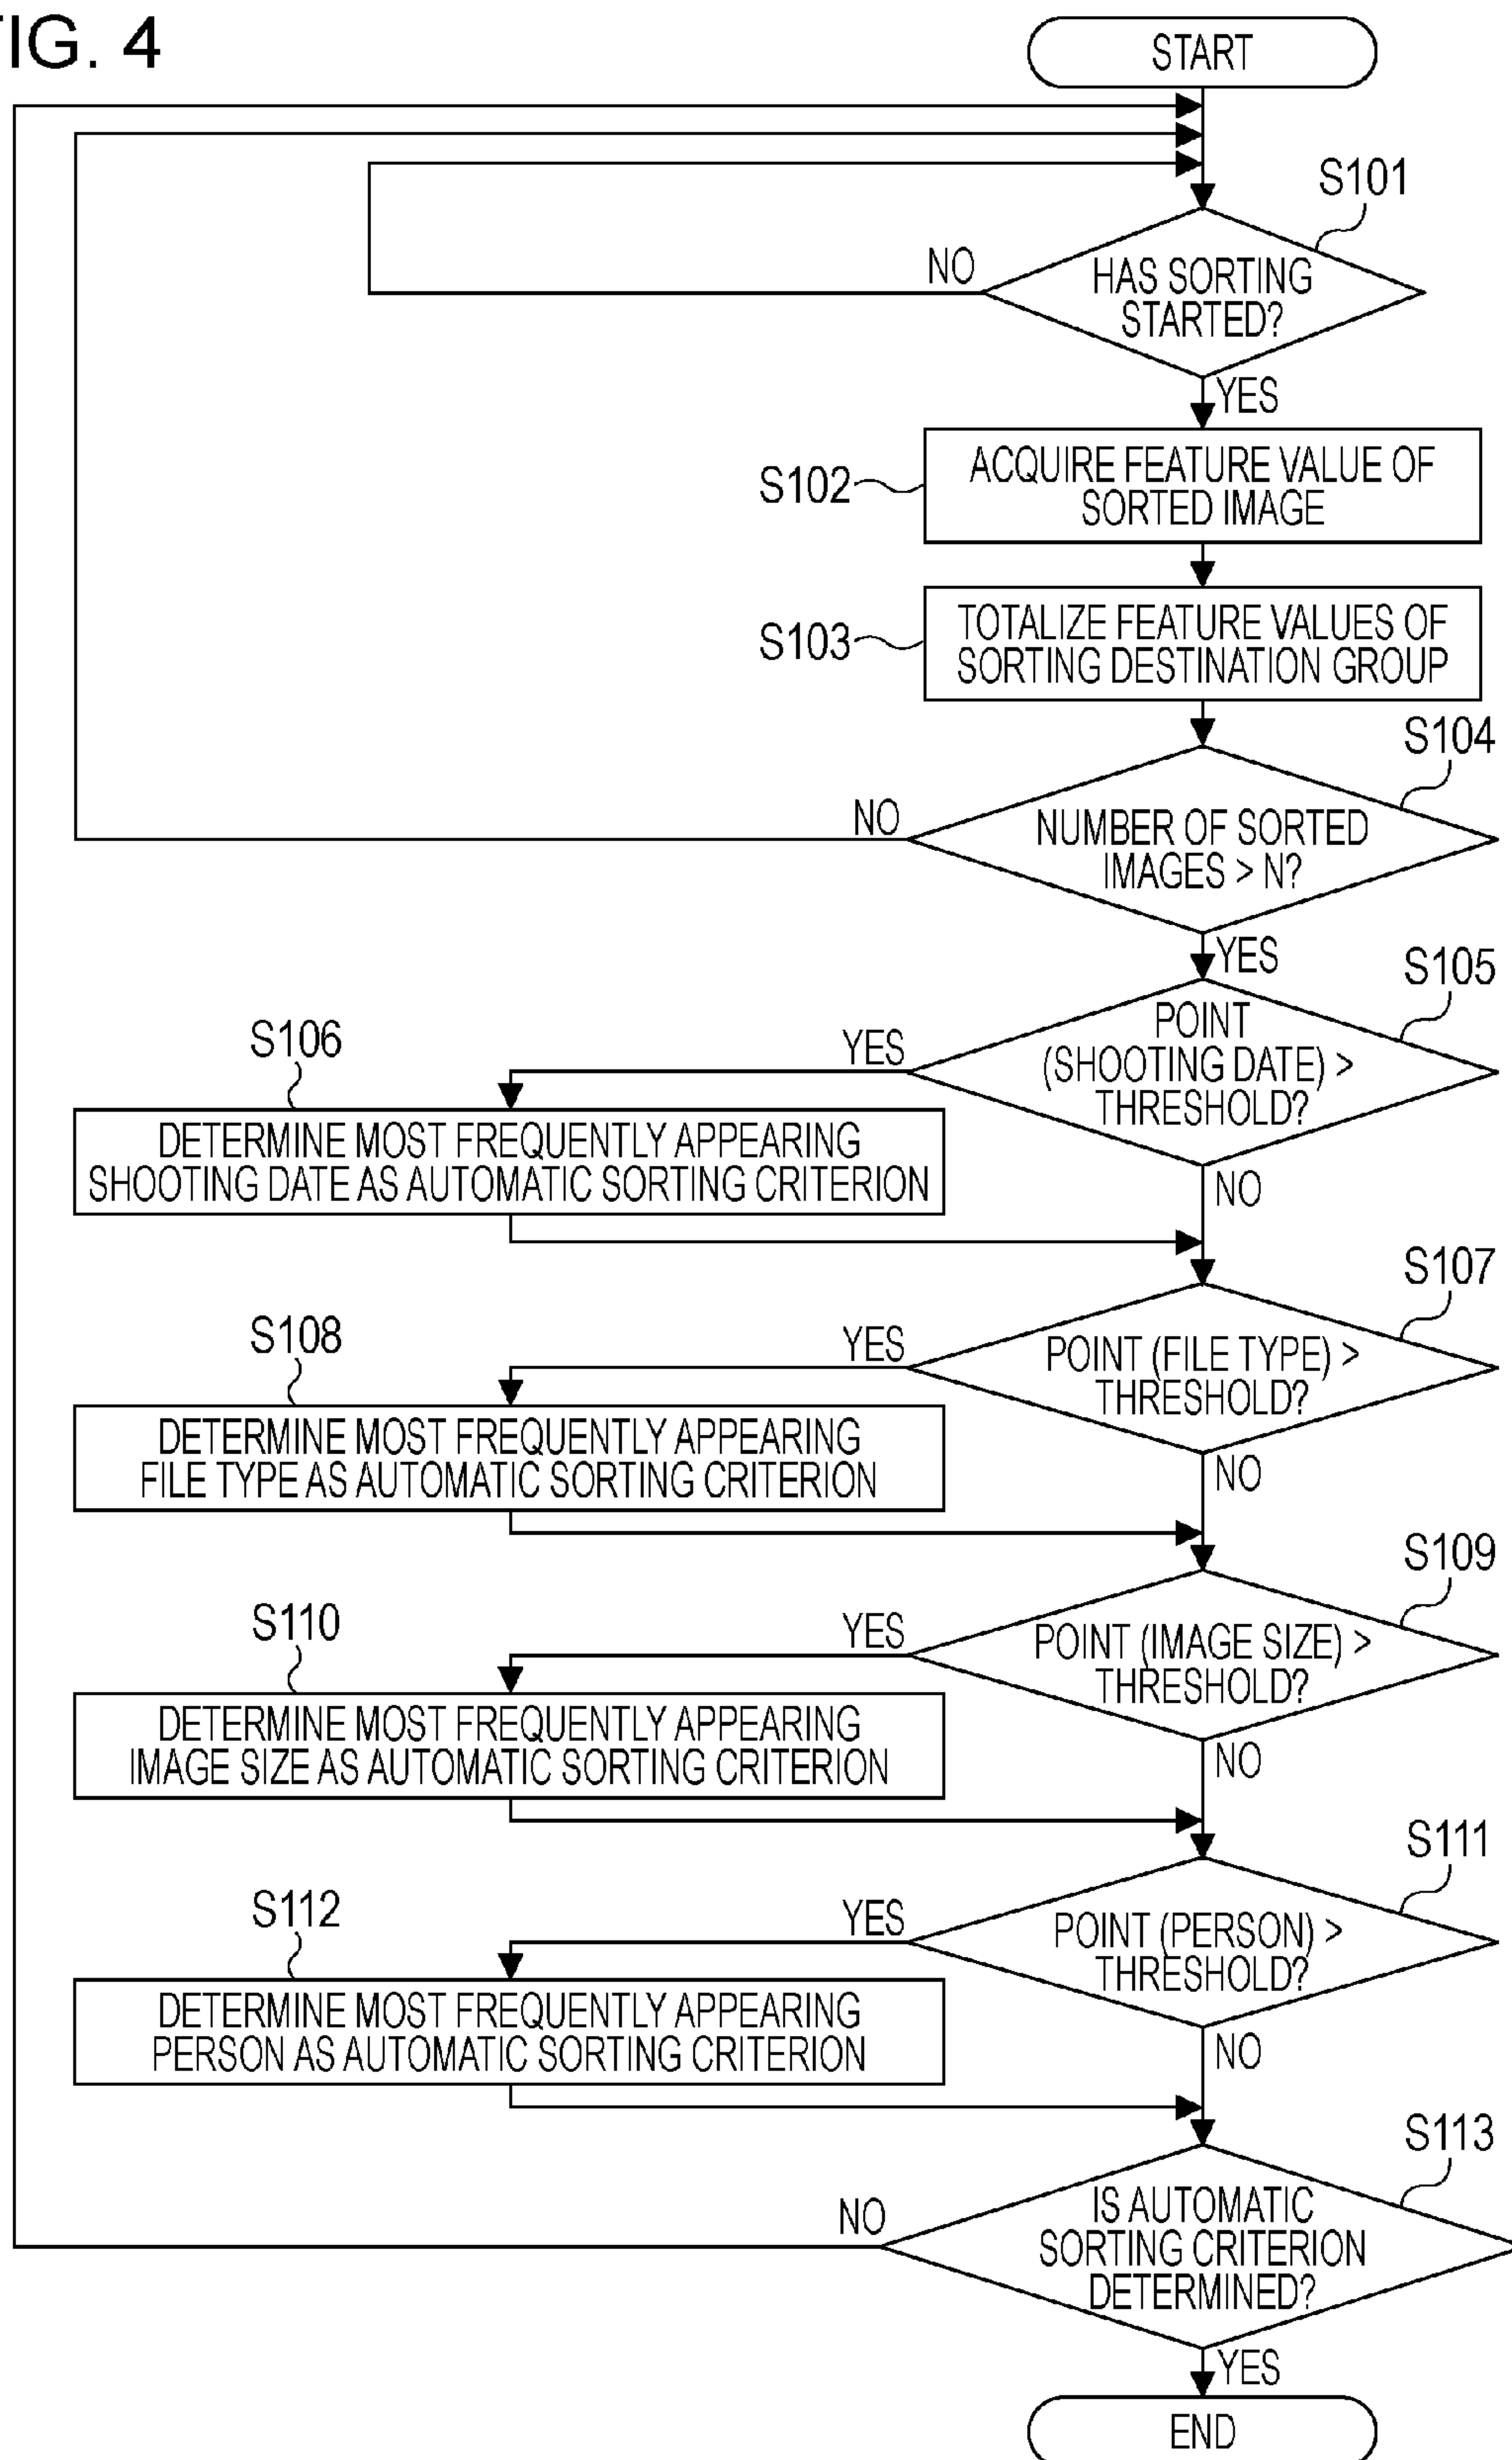 FIG. 4
START
S101
NO
HAS SORTING
STARTED?
YES
S102
ACQUIRE FEATURE VALUE OF
SORTED IMAGE
S103
TOTALIZE FEATURE VALUES OF
SORTING DESTINATION GROUP
S104
NO
NUMBER OF SORTED
IMAGES > N?
YES
S105
POINT
(SHOOTING DATE) >
THRESHOLD?
YES
S106
DETERMINE MOST FREQUENTLY APPEARING
SHOOTING DATE AS AUTOMATIC SORTING CRITERION
NO
S107
POINT (FILE TYPE) >
THRESHOLD?
YES
S108
DETERMINE MOST FREQUENTLY APPEARING
FILE TYPE AS AUTOMATIC SORTING CRITERION
NO
S109
POINT (IMAGE SIZE) >
THRESHOLD?
YES
S110
DETERMINE MOST FREQUENTLY APPEARING
IMAGE SIZE AS AUTOMATIC SORTING CRITERION
NO
S111
POINT (PERSON) >
THRESHOLD?
YES
S112
DETERMINE MOST FREQUENTLY APPEARING
PERSON AS AUTOMATIC SORTING CRITERION
NO
S113
NO
IS AUTOMATIC
SORTING CRITERION
DETERMINED?
YES
END